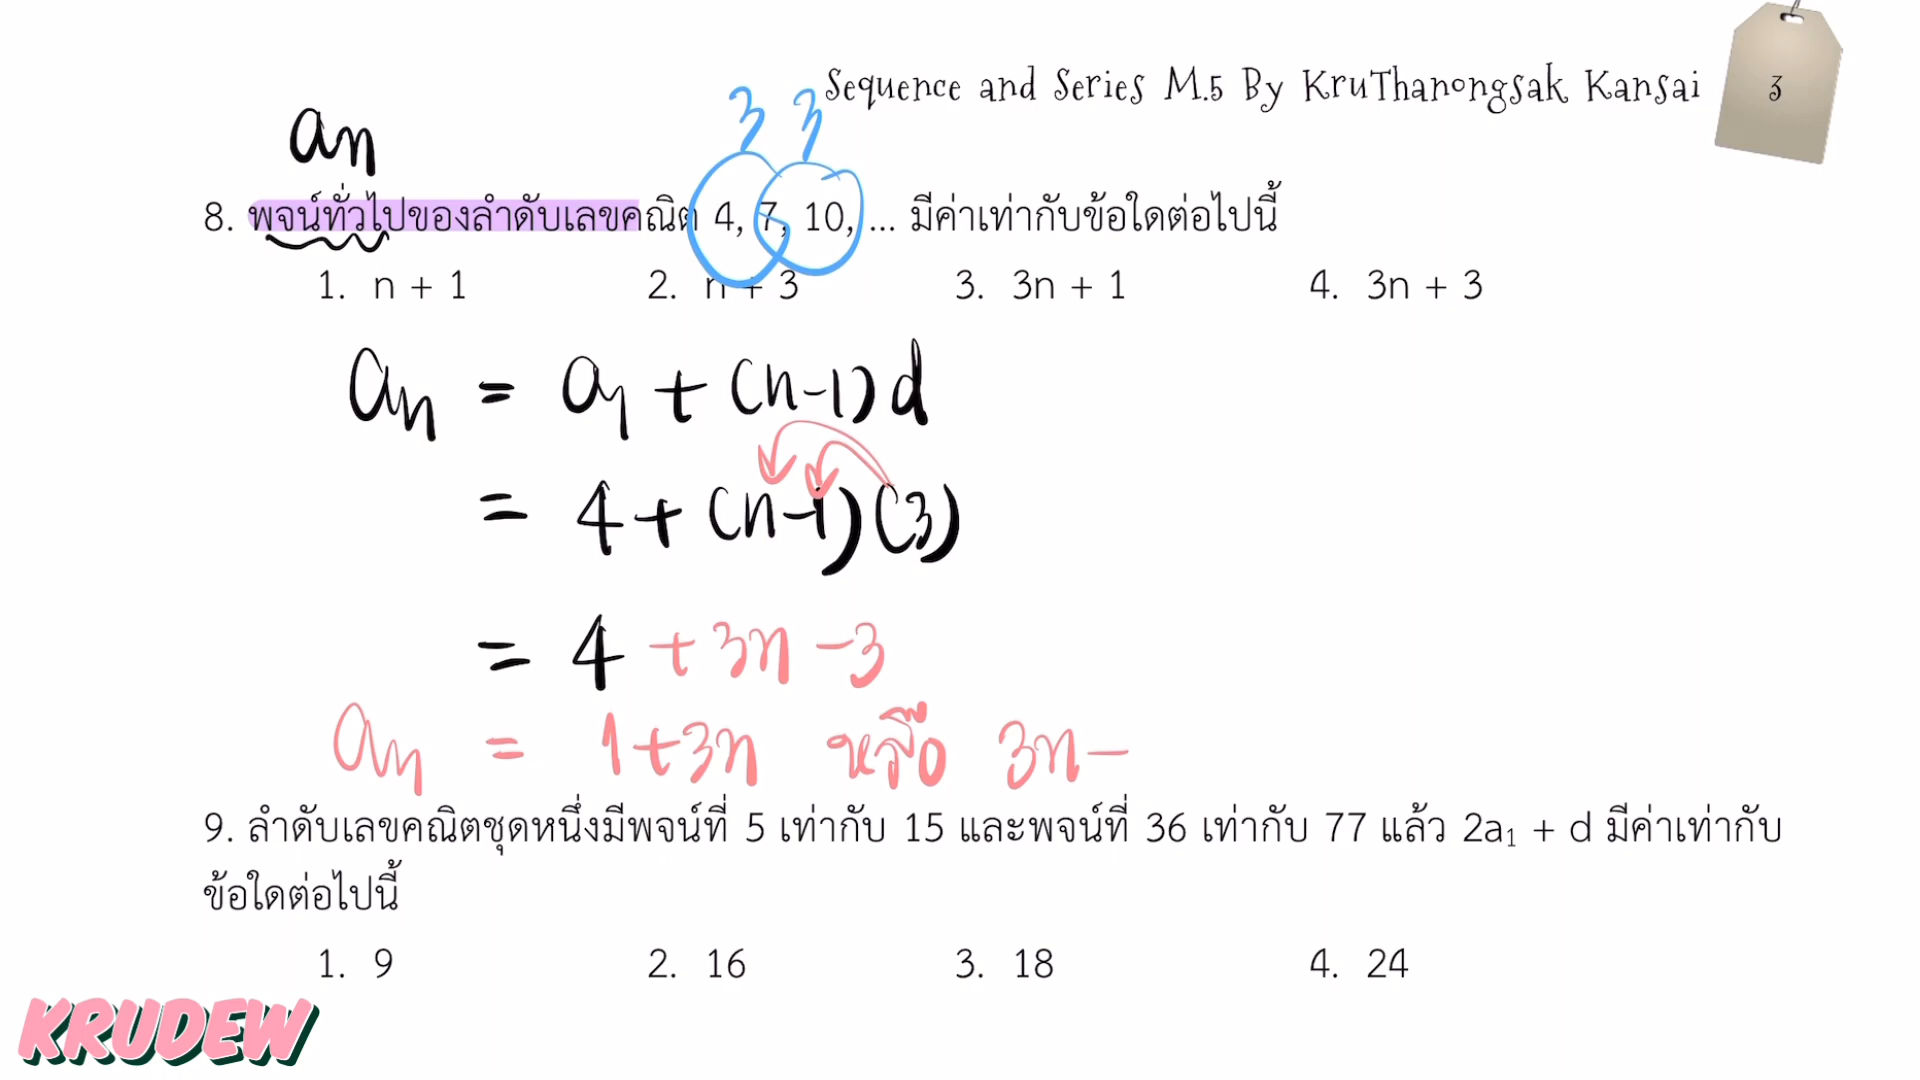 Sequence and Series M.5 By KruThanongsak Kansai
3
3 3
an
8. พจน์ทั่วไปของลำดับเลขคณิต 4, 7, 10, ... มีค่าเท่ากับข้อใดต่อไปนี้
1. n + 1 2. n + 3 3. 3n + 1 4. 3n + 3
an = a1 + (n-1)d
= 4 + (n-1)(3)
= 4 + 3n - 3
an = 1+3n หรือ 3n-
9. ลำดับเลขคณิตชุดหนึ่งมีพจน์ที่ 5 เท่ากับ 15 และพจน์ที่ 36 เท่ากับ 77 แล้ว 2a₁ + d มีค่าเท่ากับ
ข้อใดต่อไปนี้
1. 9 2. 16 3. 18 4. 24
KRUDEW